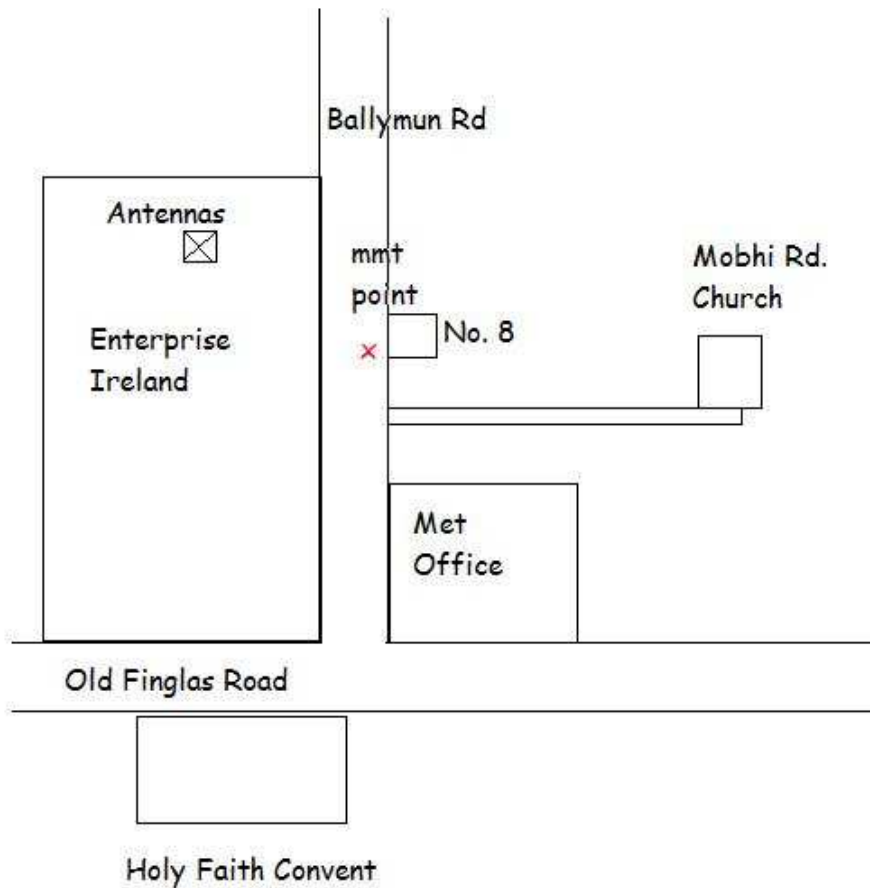 Ballymun Rd
Antennas
mmt
point
Mobhi Rd.
Church
No. 8
Enterprise
Ireland
Met
Office
Old Finglas Road
Holy Faith Convent